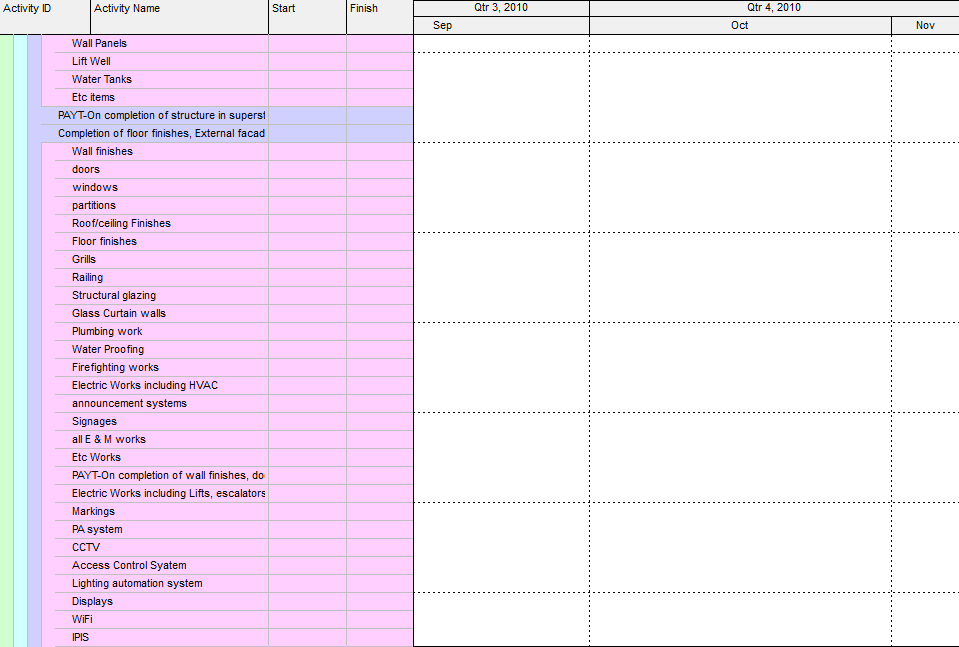 Activity ID Activity Name Start Finish Qtr 3, 2010 Qtr 4, 2010
Sep Oct Nov
Wall Panels
Lift Well
Water Tanks
Etc items
PAYT-On completion of structure in superst
Completion of floor finishes, External facad
Wall finishes
doors
windows
partitions
Roof/ceiling Finishes
Floor finishes
Grills
Railing
Structural glazing
Glass Curtain walls
Plumbing work
Water Proofing
Firefighting works
Electric Works including HVAC
announcement systems
Signages
all E & M works
Etc Works
PAYT-On completion of wall finishes, do
Electric Works including Lifts, escalators
Markings
PA system
CCTV
Access Control Syatem
Lighting automation system
Displays
WiFi
IPIS